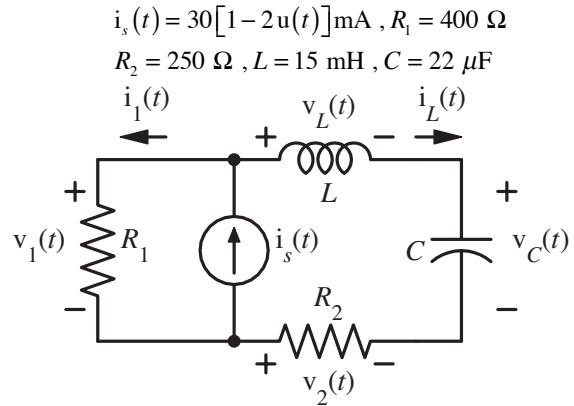 i_s(t) = 30[1 − 2u(t)] mA , R_1 = 400 Ω
R_2 = 250 Ω , L = 15 mH , C = 22 μF
i_1(t) v_L(t) i_L(t)
+ − 
+ L +
v_1(t) R_1 i_s(t) C v_C(t)
− R_2 −
+ −
v_2(t)